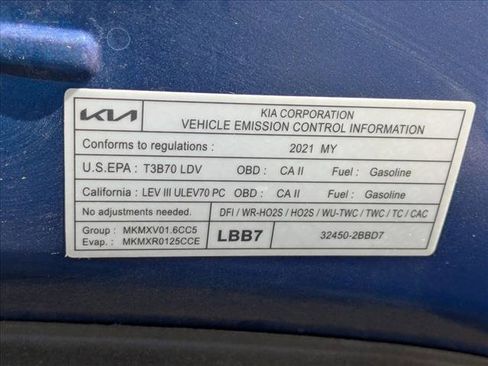 KIA
KIA CORPORATION
VEHICLE EMISSION CONTROL INFORMATION
Conforms to regulations : 2021 MY
U.S.EPA : T3B70 LDV OBD : CA II Fuel : Gasoline
California : LEV III ULEV70 PC OBD : CA II Fuel : Gasoline
No adjustments needed. DFI / WR-HO2S / HO2S / WU-TWC / TWC / TC / CAC
Group : MKMXV01.6CC5
Evap. : MKMXR0125CCE
LBB7
32450-2BBD7